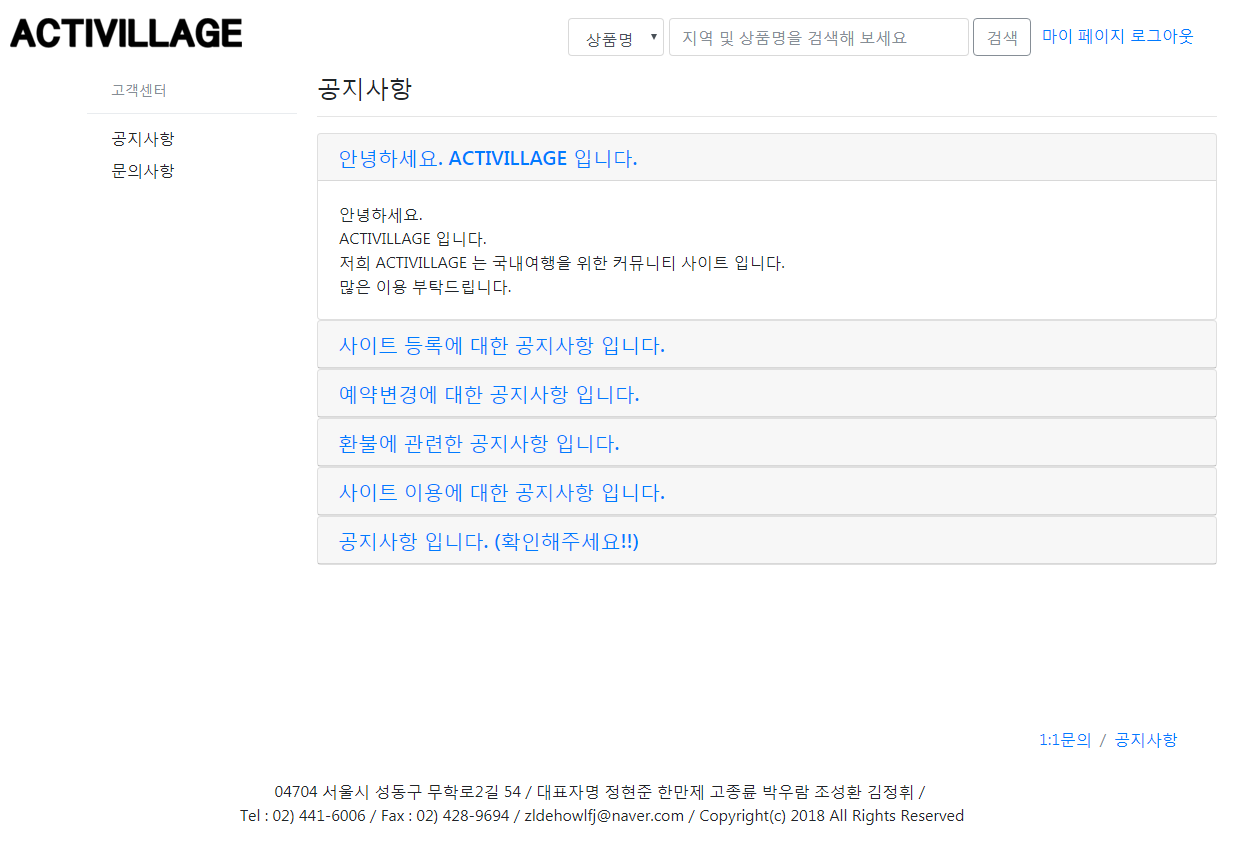 ACTIVILLAGE
상품명
지역 및 상품명을 검색해 보세요
검색
마이 페이지 로그아웃
고객센터
공지사항
문의사항
공지사항
안녕하세요. ACTIVILLAGE 입니다.
안녕하세요.
ACTIVILLAGE 입니다.
저희 ACTIVILLAGE 는 국내여행을 위한 커뮤니티 사이트 입니다.
많은 이용 부탁드립니다.
사이트 등록에 대한 공지사항 입니다.
예약변경에 대한 공지사항 입니다.
환불에 관련한 공지사항 입니다.
사이트 이용에 대한 공지사항 입니다.
공지사항 입니다. (확인해주세요!!)
1:1문의 / 공지사항
04704 서울시 성동구 무학로2길 54 / 대표자명 정현준 한만제 고종륜 박우람 조성환 김정휘 /
Tel : 02) 441-6006 / Fax : 02) 428-9694 / zldehowlfj@naver.com / Copyright(c) 2018 All Rights Reserved